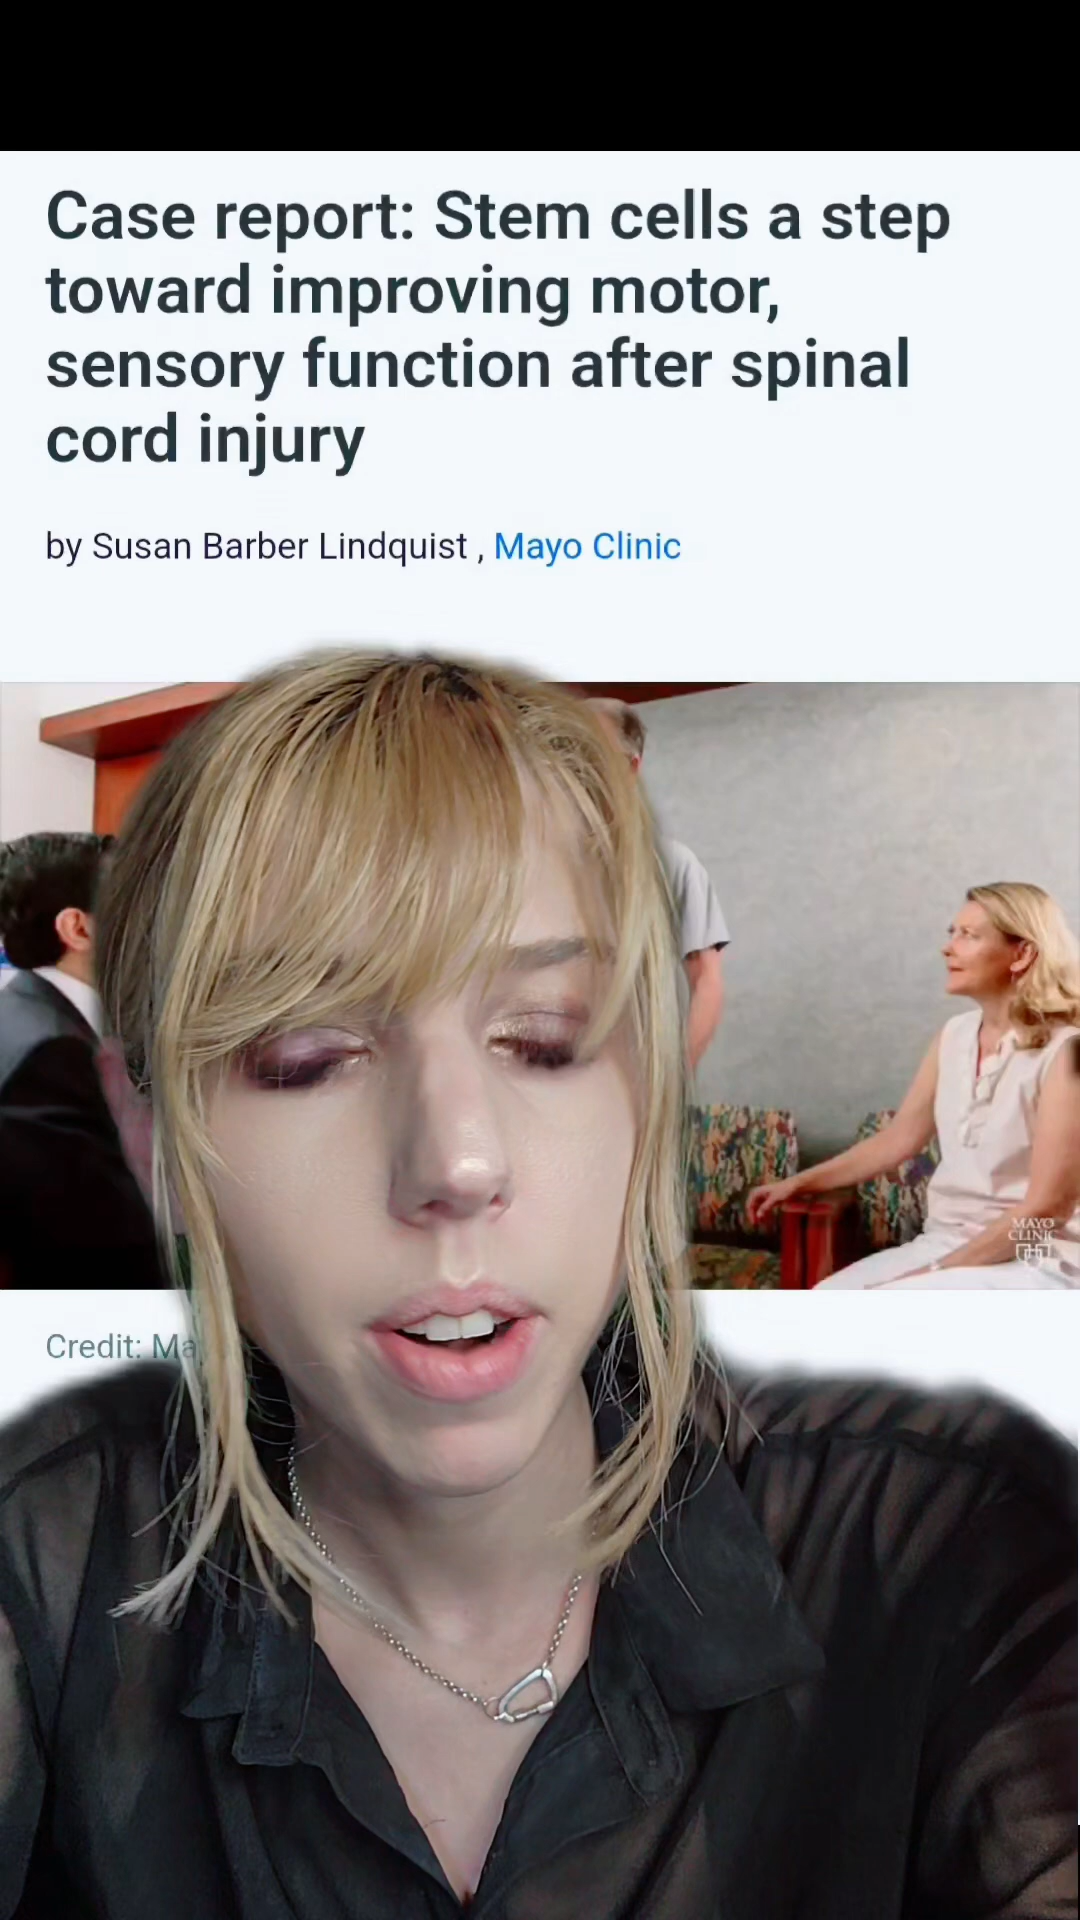 Case report: Stem cells a step
toward improving motor,
sensory function after spinal
cord injury
by Susan Barber Lindquist , Mayo Clinic
MAYO
CLINIC
Credit: